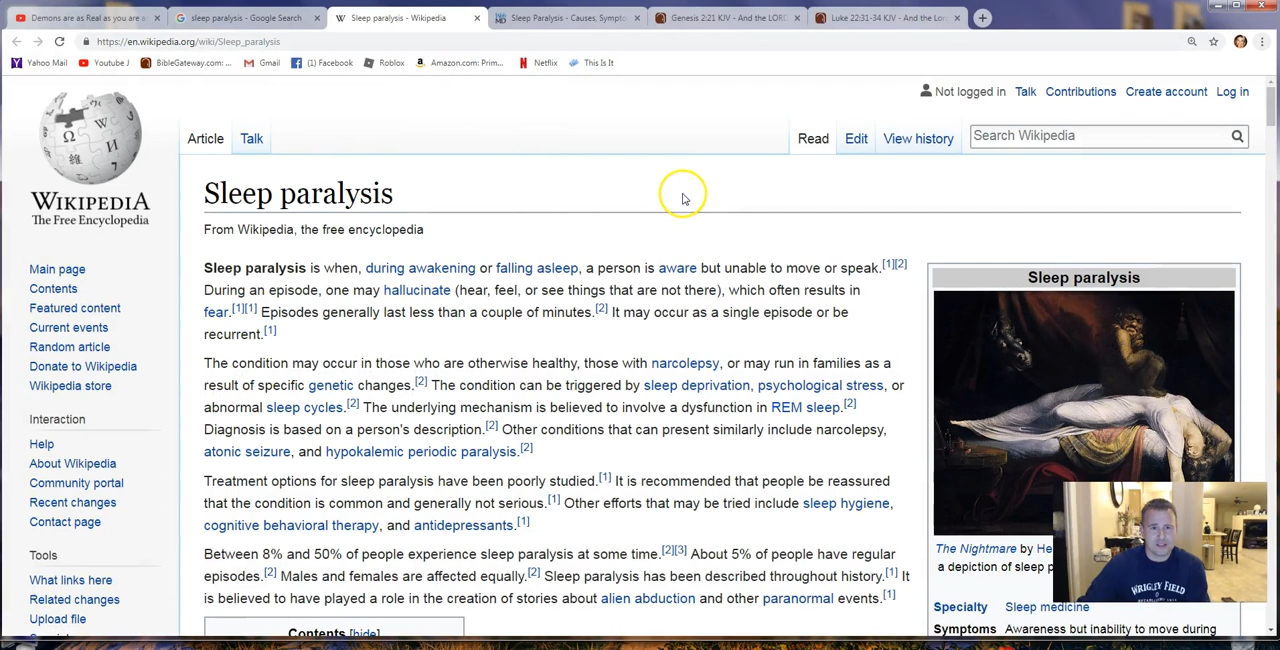 Demons are as Real as you are a
sleep paralysis - Google Search
Sleep paralysis - Wikipedia
Sleep Paralysis - Causes, Sympto
Genesis 2:21 KJV - And the LORD
Luke 22:31-34 KJV - And the Lor
https://en.wikipedia.org/wiki/Sleep_paralysis
Yahoo Mail Youtube J BibleGateway.com: ... Gmail (1) Facebook Roblox Amazon.com: Prim... Netflix This Is It
Not logged in Talk Contributions Create account Log in
Article Talk Read Edit View history Search Wikipedia
WIKIPEDIA
The Free Encyclopedia
Main page
Contents
Featured content
Current events
Random article
Donate to Wikipedia
Wikipedia store
Interaction
Help
About Wikipedia
Community portal
Recent changes
Contact page
Tools
What links here
Related changes
Upload file
Sleep paralysis
From Wikipedia, the free encyclopedia
Sleep paralysis is when, during awakening or falling asleep, a person is aware but unable to move or speak.[1][2]
During an episode, one may hallucinate (hear, feel, or see things that are not there), which often results in
fear.[1][1] Episodes generally last less than a couple of minutes.[2] It may occur as a single episode or be
recurrent.[1]
The condition may occur in those who are otherwise healthy, those with narcolepsy, or may run in families as a
result of specific genetic changes.[2] The condition can be triggered by sleep deprivation, psychological stress, or
abnormal sleep cycles.[2] The underlying mechanism is believed to involve a dysfunction in REM sleep.[2]
Diagnosis is based on a person's description.[2] Other conditions that can present similarly include narcolepsy,
atonic seizure, and hypokalemic periodic paralysis.[2]
Treatment options for sleep paralysis have been poorly studied.[1] It is recommended that people be reassured
that the condition is common and generally not serious.[1] Other efforts that may be tried include sleep hygiene,
cognitive behavioral therapy, and antidepressants.[1]
Between 8% and 50% of people experience sleep paralysis at some time.[2][3] About 5% of people have regular
episodes.[2] Males and females are affected equally.[2] Sleep paralysis has been described throughout history.[1] It
is believed to have played a role in the creation of stories about alien abduction and other paranormal events.[1]
Contents [hide]
Sleep paralysis
The Nightmare by He
a depiction of sleep p
Specialty Sleep medicine
Symptoms Awareness but inability to move during
WRIGLEY FIELD